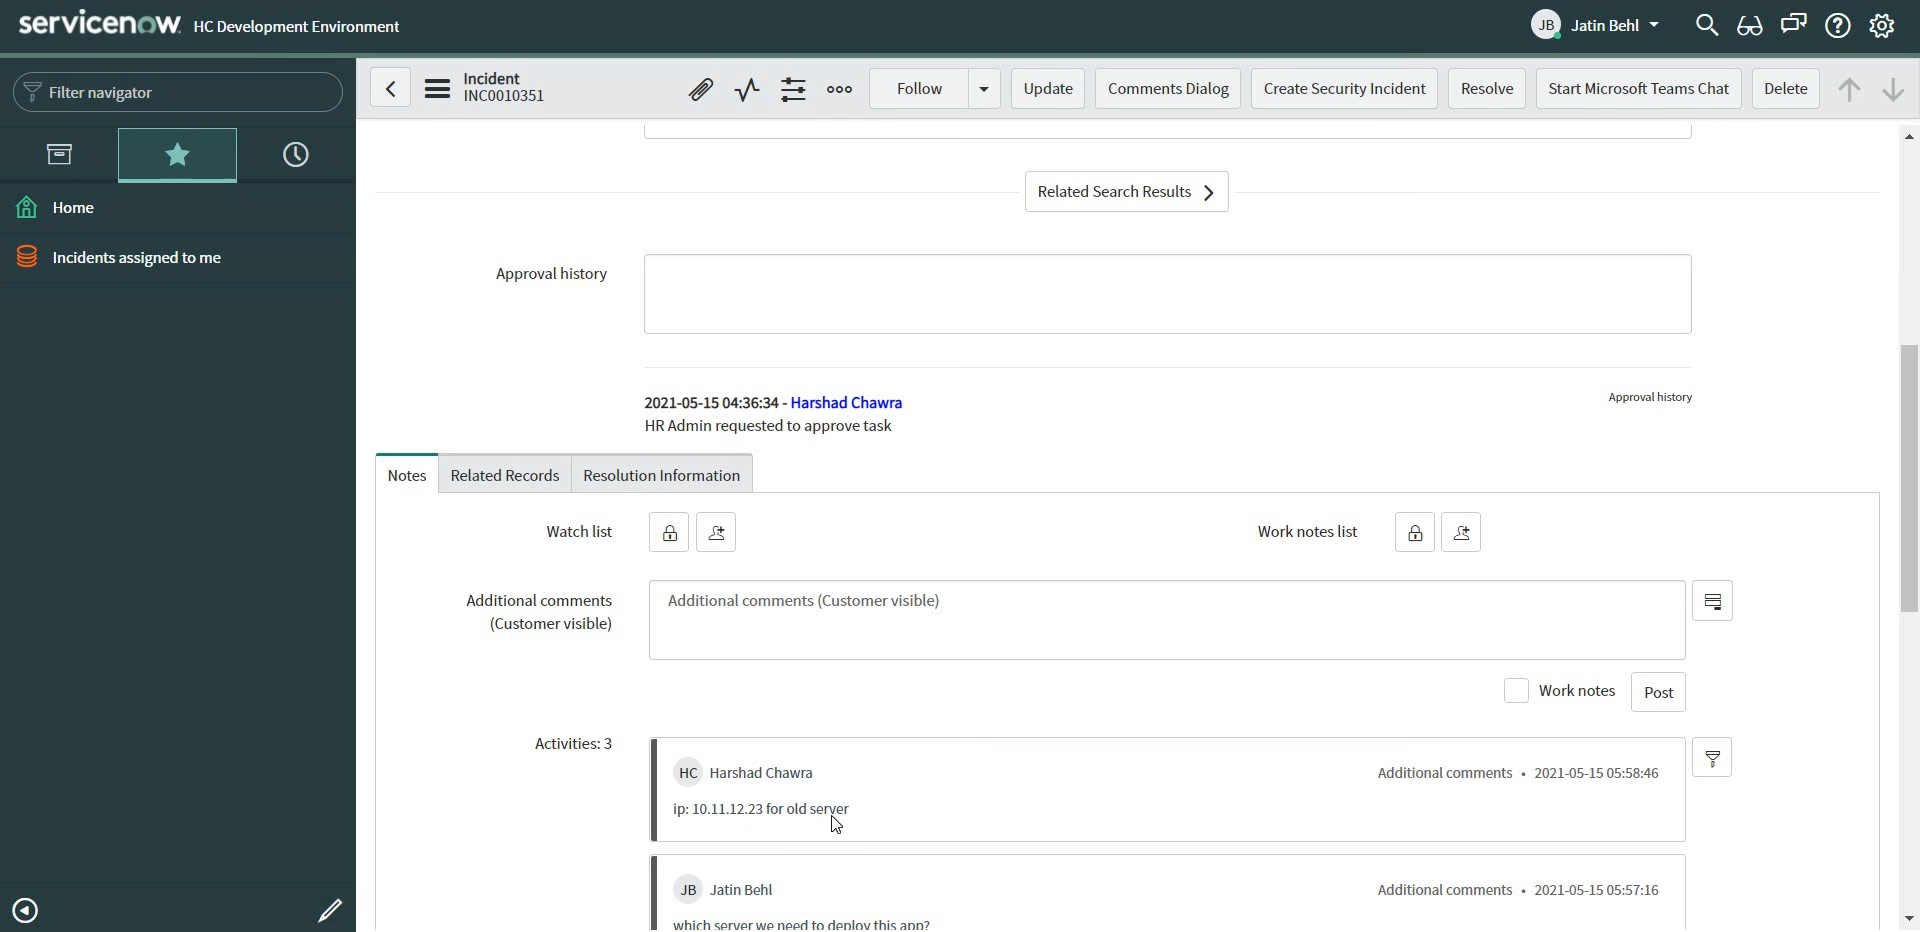 servicenow HC Development Environment
JB Jatin Behl
Filter navigator
Home
Incidents assigned to me
Incident
INC0010351
Follow
Update
Comments Dialog
Create Security Incident
Resolve
Start Microsoft Teams Chat
Delete
Related Search Results
Approval history
2021-05-15 04:36:34 - Harshad Chawra
Approval history
HR Admin requested to approve task
Notes
Related Records
Resolution Information
Watch list
Work notes list
Additional comments
(Customer visible)
Additional comments (Customer visible)
Work notes
Post
Activities: 3
HC Harshad Chawra
Additional comments • 2021-05-15 05:58:46
ip: 10.11.12.23 for old server
JB Jatin Behl
Additional comments • 2021-05-15 05:57:16
which server we need to deploy this app?